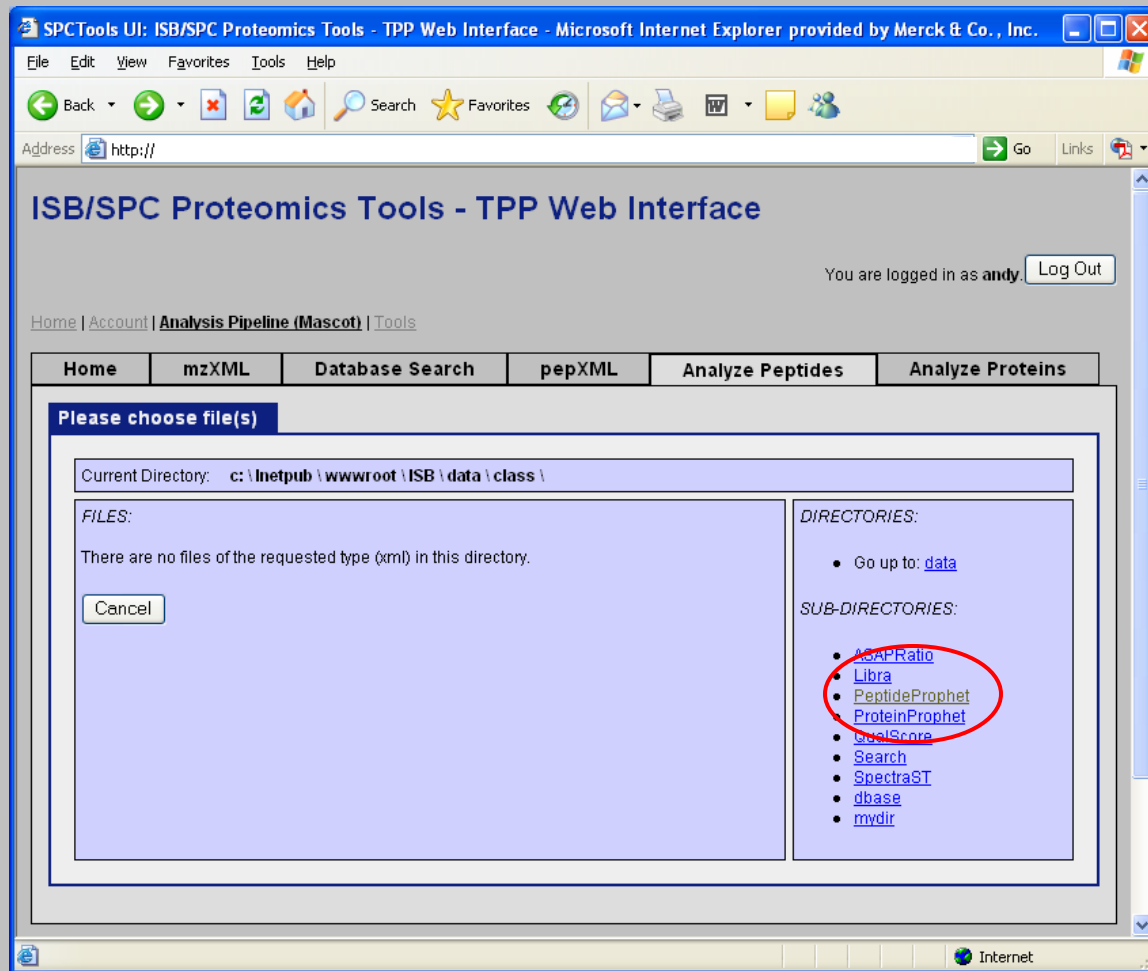 SPCTools UI: ISB/SPC Proteomics Tools - TPP Web Interface - Microsoft Internet Explorer provided by Merck & Co., Inc.
File Edit View Favorites Tools Help
Back Search Favorites
Address http:// Go Links
ISB/SPC Proteomics Tools - TPP Web Interface
You are logged in as andy. Log Out
Home | Account | Analysis Pipeline (Mascot) | Tools
Home mzXML Database Search pepXML Analyze Peptides Analyze Proteins
Please choose file(s)
Current Directory: c: \ Inetpub \ wwwroot \ ISB \ data \ class \
FILES:
There are no files of the requested type (xml) in this directory.
Cancel
DIRECTORIES:
• Go up to: data
SUB-DIRECTORIES:
• ASAPRatio
• Libra
• PeptideProphet
• ProteinProphet
• QualScore
• Search
• SpectraST
• dbase
• mydir
Internet